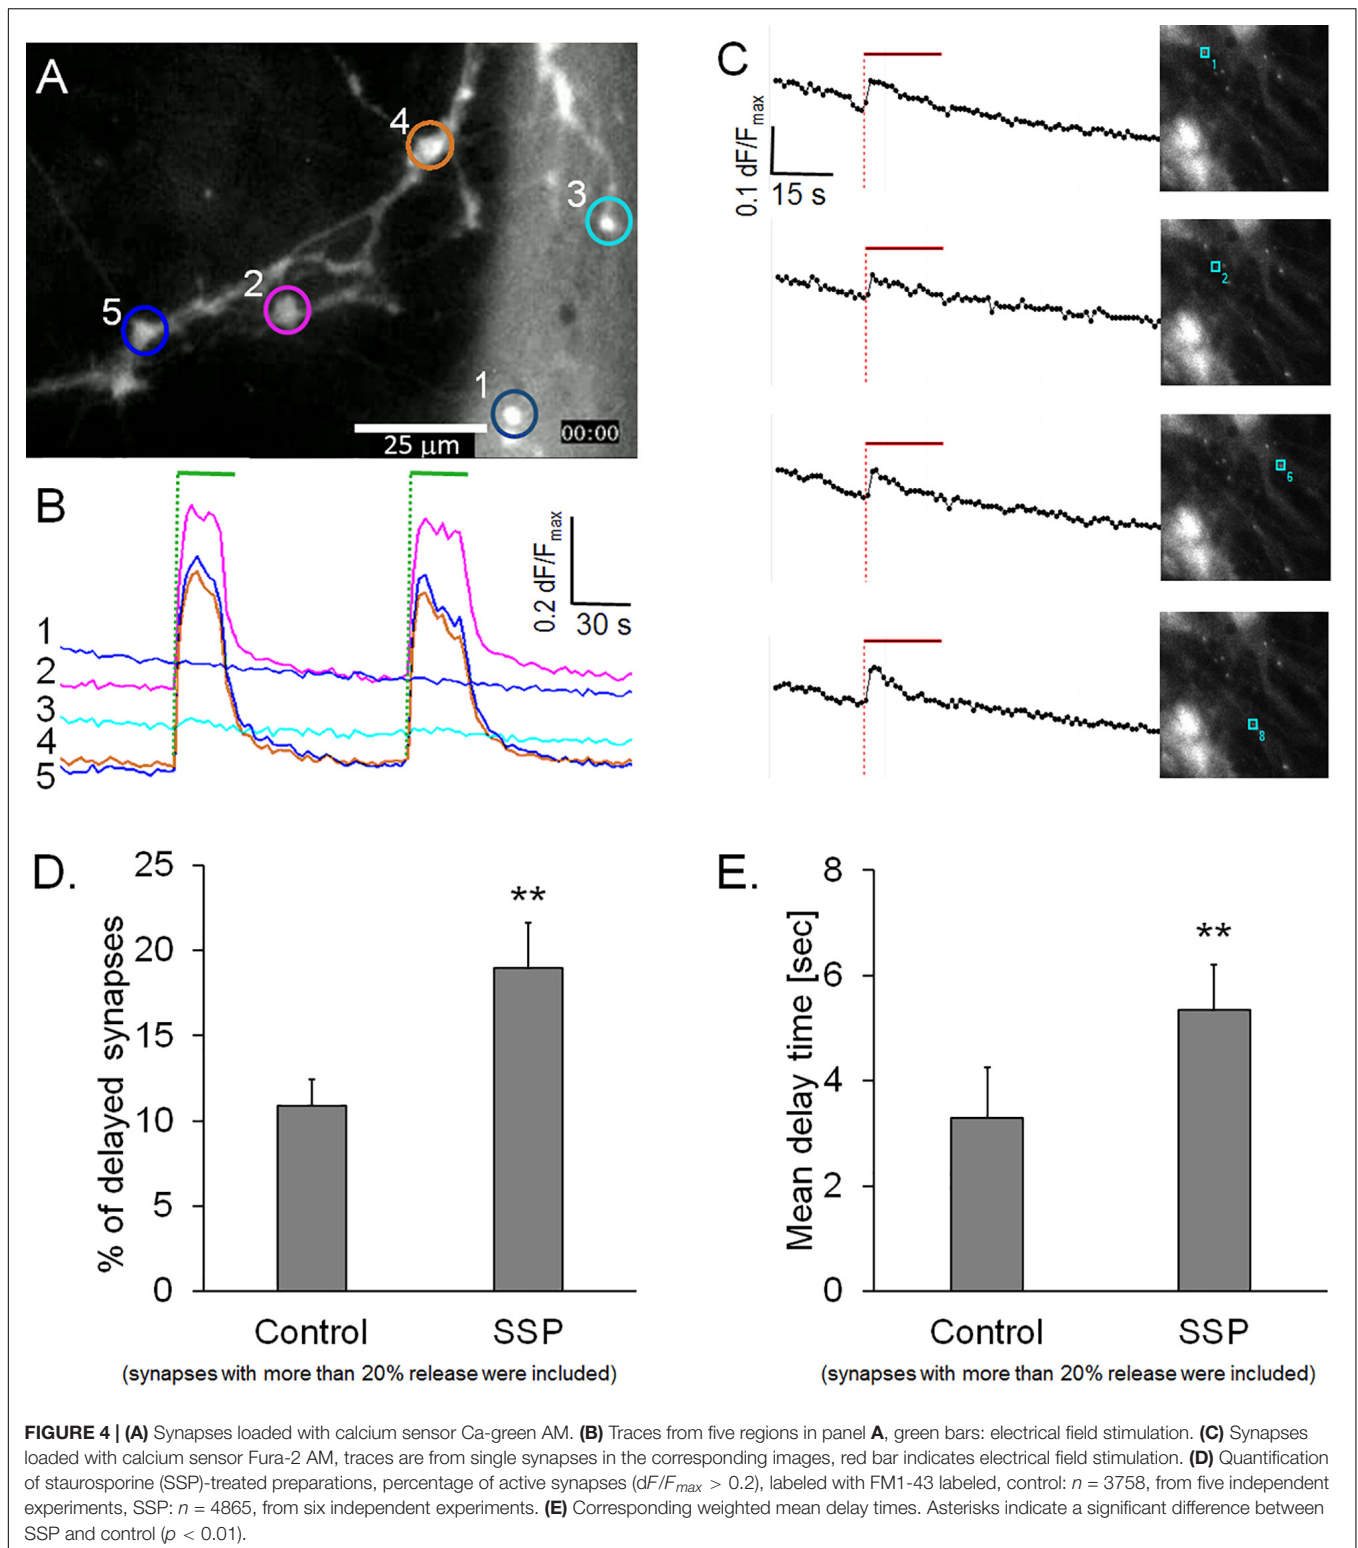 A
4
3
2
5
1
25 µm
00:00
B
0.2 dF/Fmax
30 s
1
2
3
4
5
C
0.1 dF/Fmax
15 s
1
2
6
8
D.
% of delayed synapses
25
20
15
10
5
0
**
Control
SSP
(synapses with more than 20% release were included)
E.
Mean delay time [sec]
8
6
4
2
0
**
Control
SSP
(synapses with more than 20% release were included)
FIGURE 4 | (A) Synapses loaded with calcium sensor Ca-green AM. (B) Traces from five regions in panel A, green bars: electrical field stimulation. (C) Synapses
loaded with calcium sensor Fura-2 AM, traces are from single synapses in the corresponding images, red bar indicates electrical field stimulation. (D) Quantification
of staurosporine (SSP)-treated preparations, percentage of active synapses (dF/Fmax > 0.2), labeled with FM1-43 labeled, control: n = 3758, from five independent
experiments, SSP: n = 4865, from six independent experiments. (E) Corresponding weighted mean delay times. Asterisks indicate a significant difference between
SSP and control (p < 0.01).